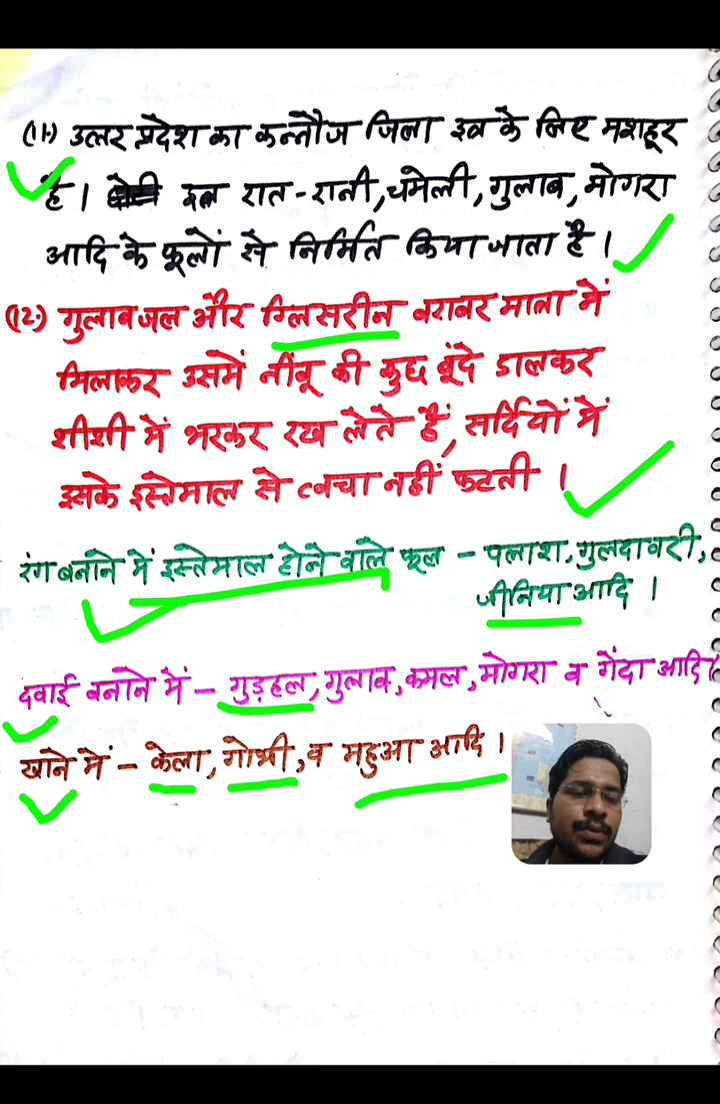 (11) उत्तर प्रदेश का कन्नौज जिला इत्र के लिए मशहूर
है। इत्र रात-रानी, चमेली, गुलाब, मोगरा
आदि के फूलों से निर्मित किया जाता है।
(12) गुलाब जल और ग्लिसरीन बराबर मात्रा में
मिलाकर उसमें नींबू की कुछ बूंदे डालकर
शीशी में भरकर रख लेते हैं, सर्दियों में
इसके इस्तेमाल से त्वचा नहीं फटती।
रंग बनाने में इस्तेमाल होने वाले फूल - पलाश, गुलदावरी,
जीनिया आदि।
दवाई बनाने में - गुड़हल, गुलाब, कमल, मोगरा व गेंदा आदि।
खाने में - केला, गोभी, व महुआ आदि।